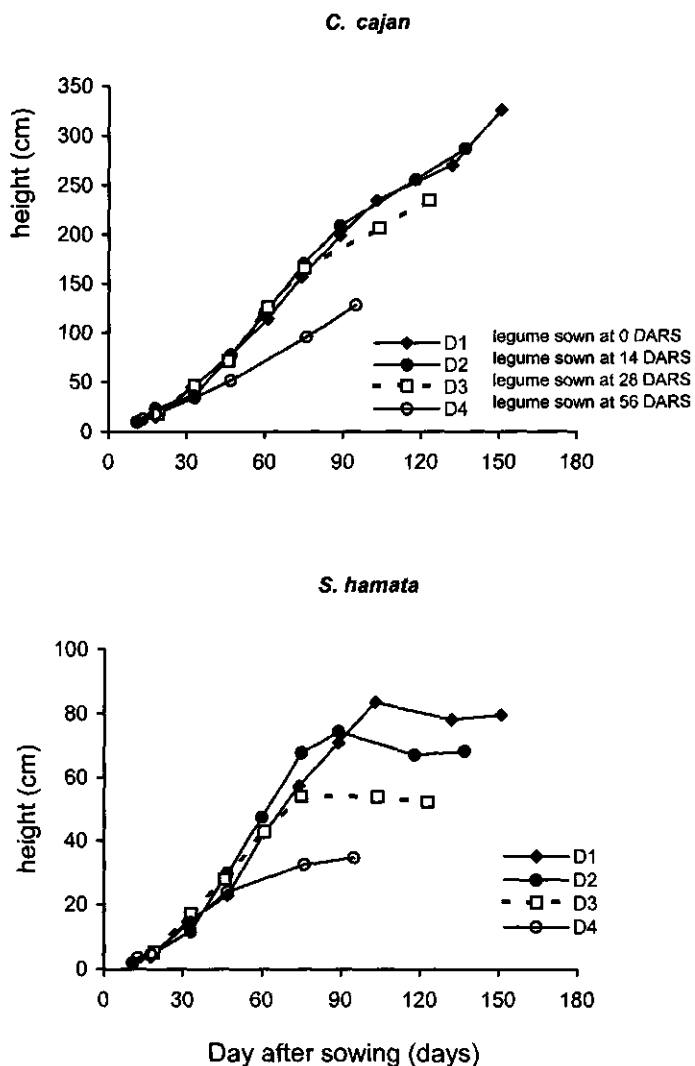 C. cajan
height (cm)
350
300
250
200
150
100
50
0
D1 legume sown at 0 DARS
D2 legume sown at 14 DARS
D3 legume sown at 28 DARS
D4 legume sown at 56 DARS
0 30 60 90 120 150 180
S. hamata
height (cm)
100
80
60
40
20
0
D1
D2
D3
D4
0 30 60 90 120 150 180
Day after sowing (days)